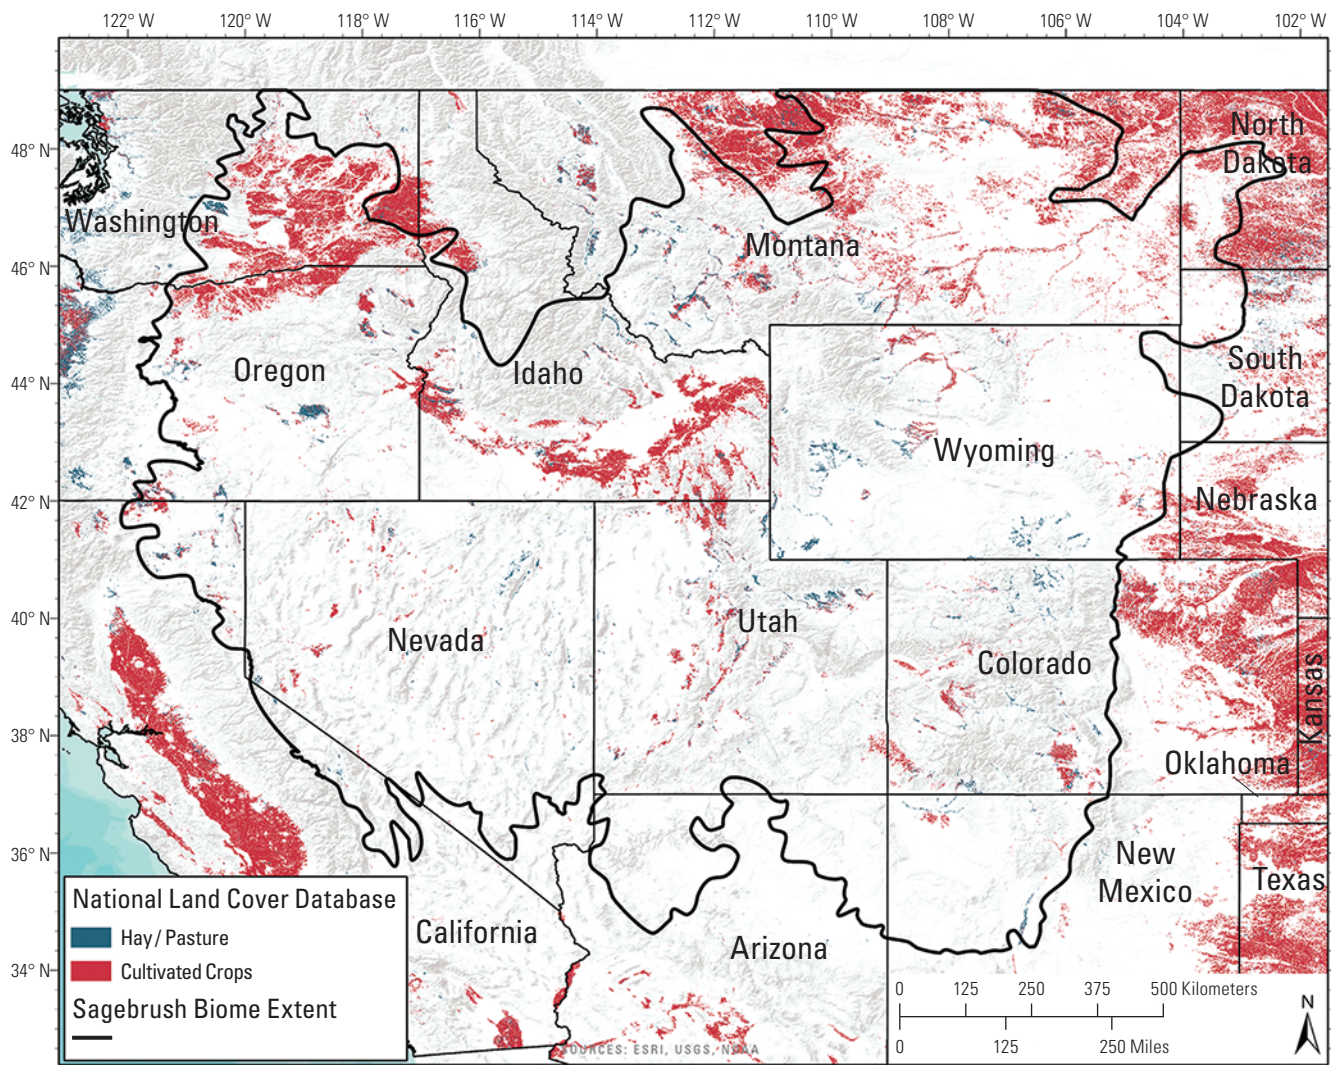 122° W 120° W 118° W 116° W 114° W 112° W 110° W 108° W 106° W 104° W 102° W
48° N
46° N
44° N
42° N
40° N
38° N
36° N
34° N
North
Dakota
Washington
Montana
Oregon
Idaho
South
Dakota
Wyoming
Nebraska
Nevada
Utah
Colorado
Kansas
Oklahoma
New
Mexico
Texas
California
Arizona
National Land Cover Database
Hay / Pasture
Cultivated Crops
Sagebrush Biome Extent
0 125 250 375 500 Kilometers
0 125 250 Miles
N
SOURCES: ESRI, USGS, NOAA